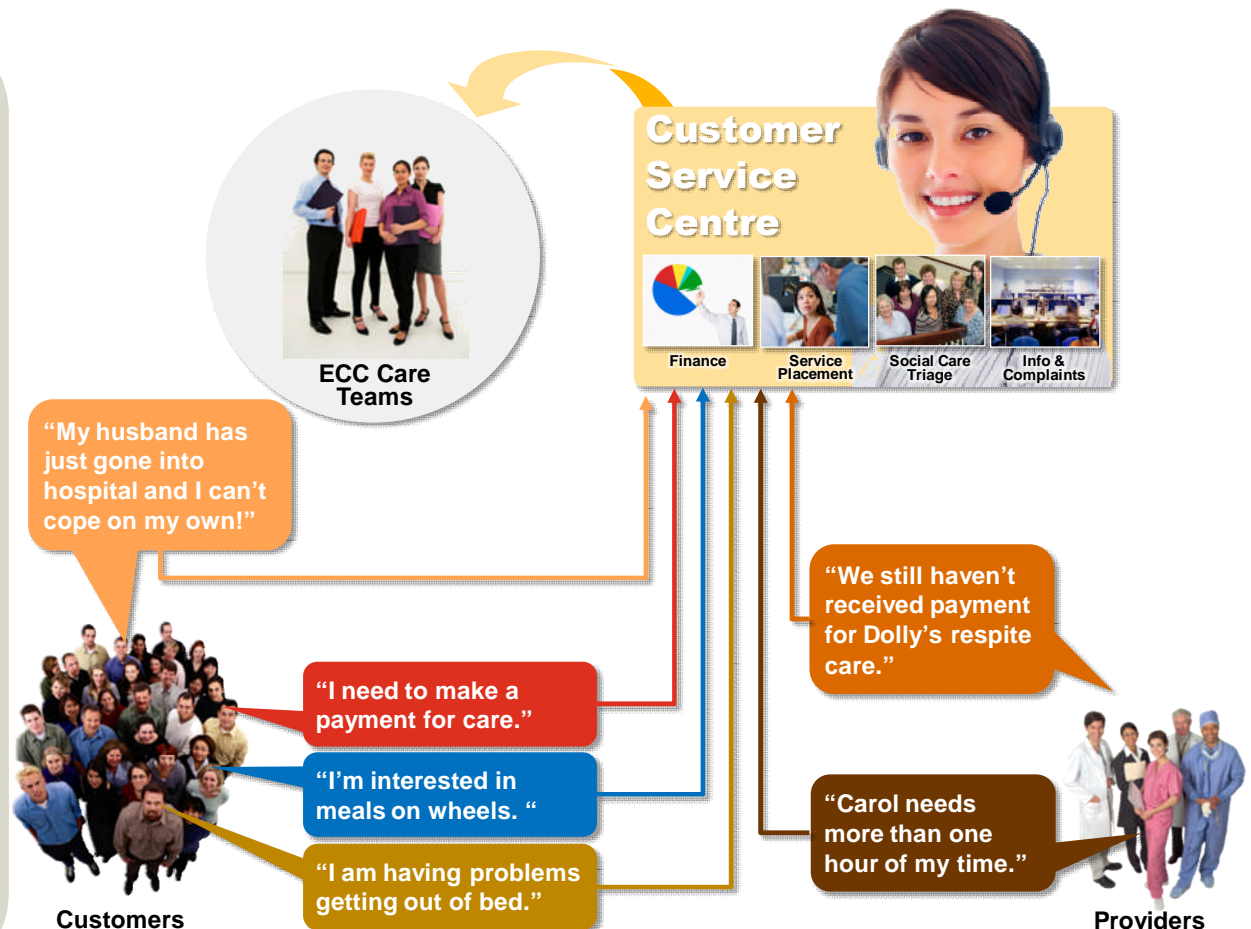 Customer
Service
Centre
Finance
Service
Placement
Social Care
Triage
Info &
Complaints
ECC Care
Teams
“My husband has
just gone into
hospital and I can’t
cope on my own!”
“We still haven’t
received payment
for Dolly’s respite
care.”
“I need to make a
payment for care.”
“I’m interested in
meals on wheels. “
“I am having problems
getting out of bed.”
“Carol needs
more than one
hour of my time.”
Customers
Providers